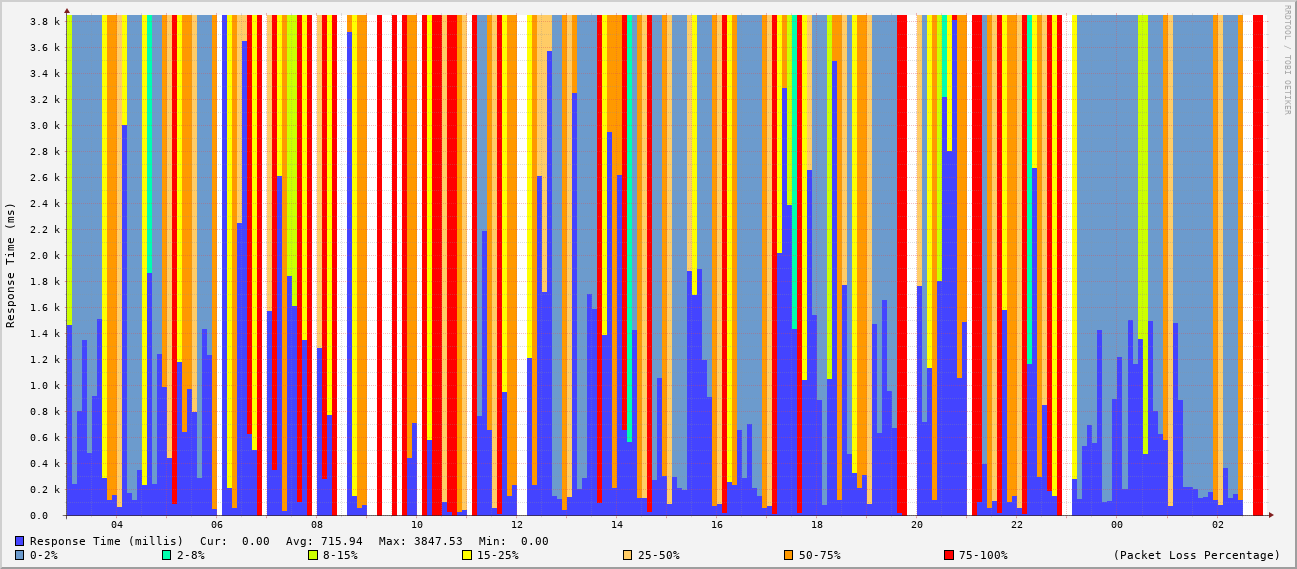 RRDTOOL / TOBI OETIKER
Response Time (ms)
3.8 k
3.6 k
3.4 k
3.2 k
3.0 k
2.8 k
2.6 k
2.4 k
2.2 k
2.0 k
1.8 k
1.6 k
1.4 k
1.2 k
1.0 k
0.8 k
0.6 k
0.4 k
0.2 k
0.0
04 06 08 10 12 14 16 18 20 22 00 02
Response Time (millis) Cur: 0.00 Avg: 715.94 Max: 3847.53 Min: 0.00
0-2% 2-8% 8-15% 15-25% 25-50% 50-75% 75-100% (Packet Loss Percentage)